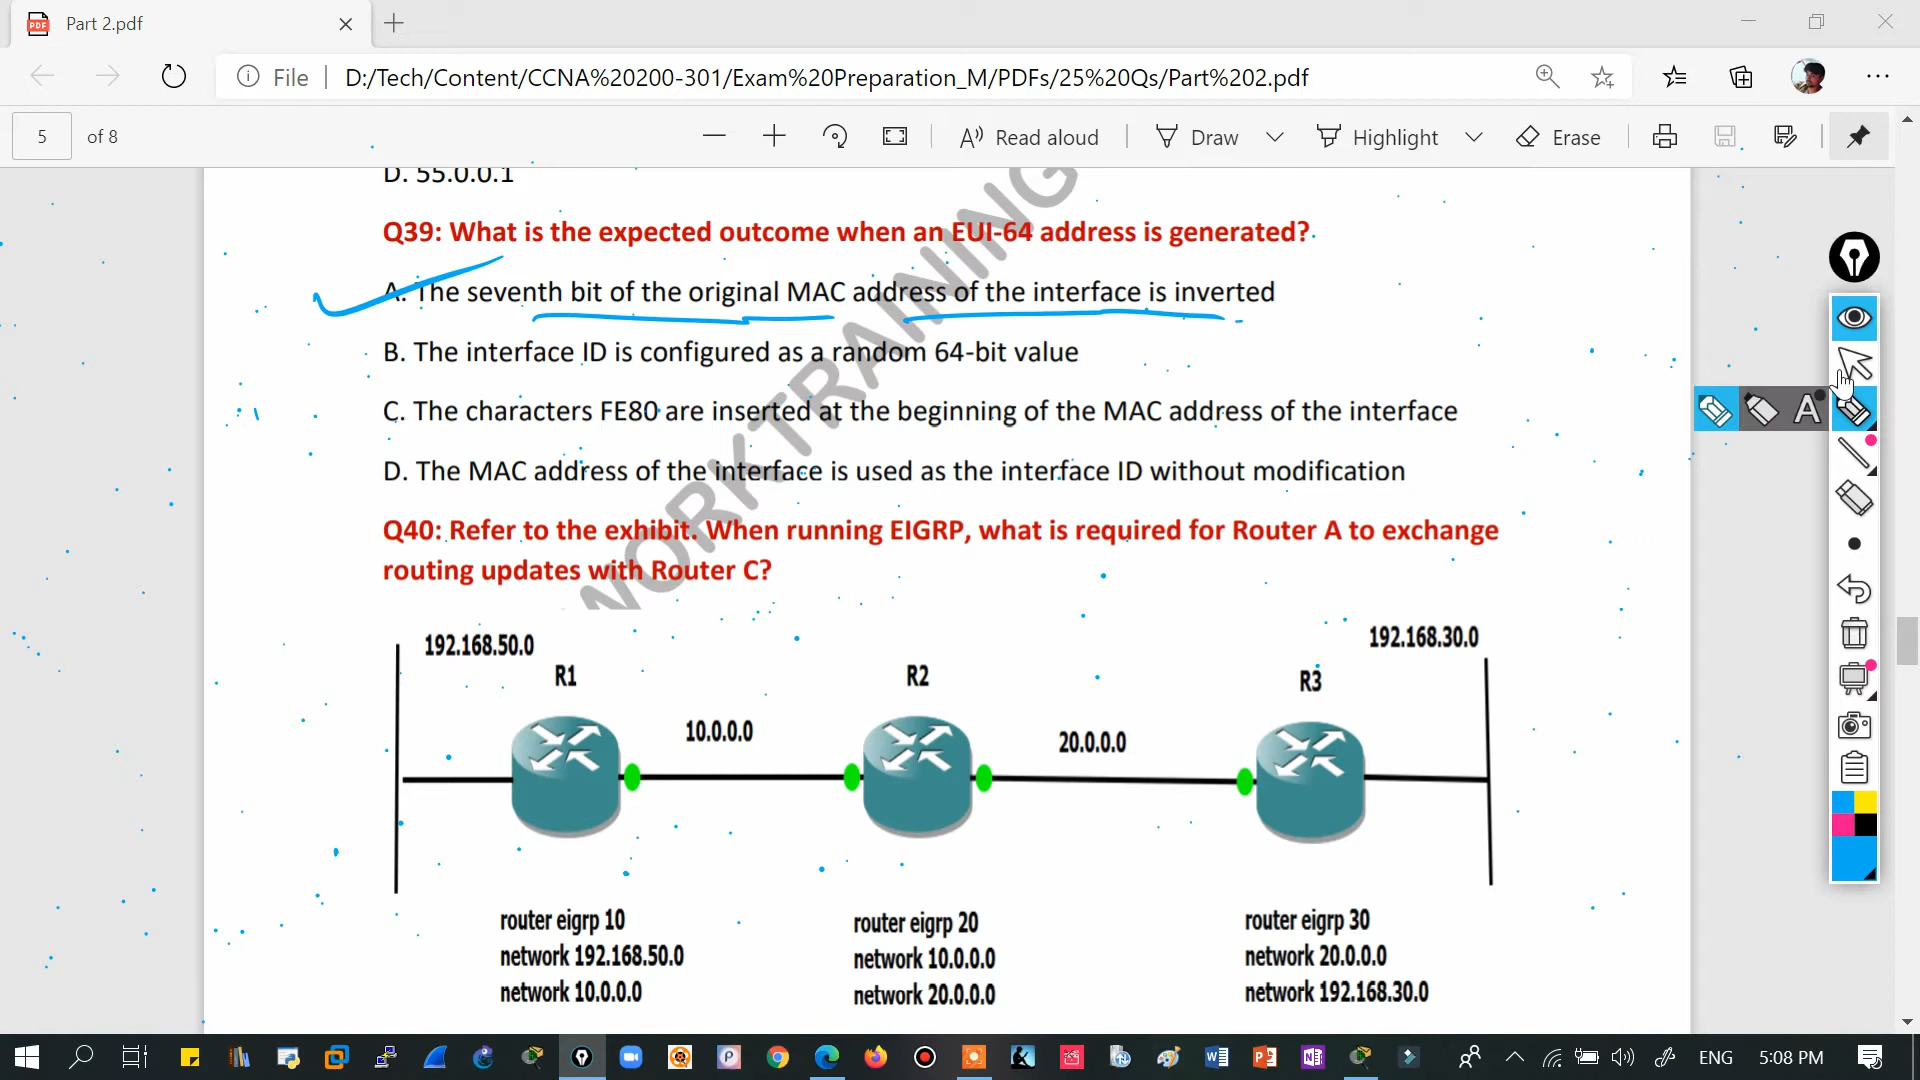 Part 2.pdf
File
D:/Tech/Content/CCNA%20200-301/Exam%20Preparation_M/PDFs/25%20Qs/Part%202.pdf
5 of 8
Read aloud
Draw
Highlight
Erase
D. 55.0.0.1
Q39: What is the expected outcome when an EUI-64 address is generated?
A. The seventh bit of the original MAC address of the interface is inverted
B. The interface ID is configured as a random 64-bit value
C. The characters FE80 are inserted at the beginning of the MAC address of the interface
D. The MAC address of the interface is used as the interface ID without modification
Q40: Refer to the exhibit. When running EIGRP, what is required for Router A to exchange
routing updates with Router C?
WORKTRAINING
192.168.50.0
192.168.30.0
R1
R2
R3
10.0.0.0
20.0.0.0
router eigrp 10
network 192.168.50.0
network 10.0.0.0
router eigrp 20
network 10.0.0.0
network 20.0.0.0
router eigrp 30
network 20.0.0.0
network 192.168.30.0
A
ENG
5:08 PM